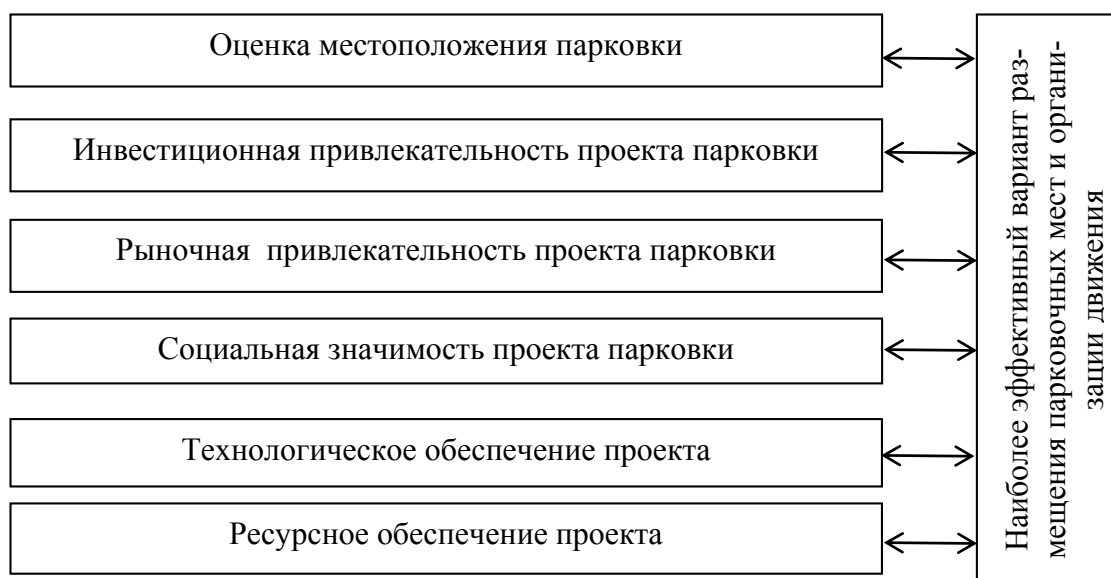 Оценка местоположения парковки
Инвестиционная привлекательность проекта парковки
Рыночная  привлекательность проекта парковки
Социальная значимость проекта парковки
Технологическое обеспечение проекта
Ресурсное обеспечение проекта
Наиболее эффективный вариант раз-
мещения парковочных мест и органи-
зации движения